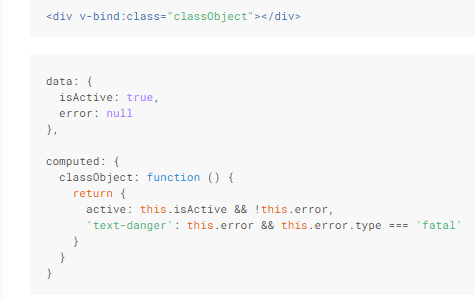 <div v-bind:class="classObject"></div>
data: {
  isActive: true,
  error: null
},
computed: {
  classObject: function () {
    return {
      active: this.isActive && !this.error,
      'text-danger': this.error && this.error.type === 'fatal'
    }
  }
}